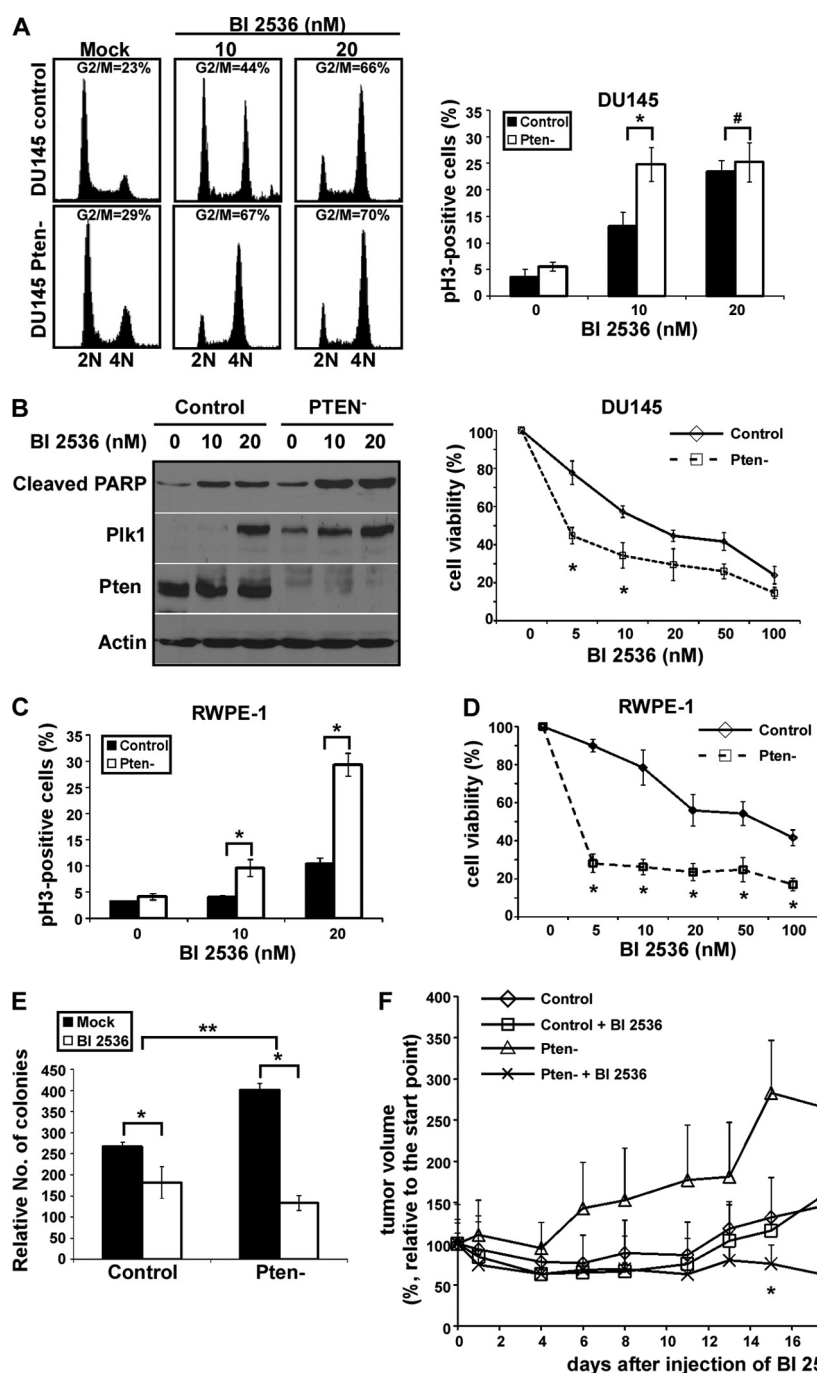 A
BI 2536 (nM)
Mock 10 20
DU145 control
G2/M=23% G2/M=44% G2/M=66%
DU145 Pten-
G2/M=29% G2/M=67% G2/M=70%
2N 4N 2N 4N 2N 4N
DU145
Control
Pten-
* #
pH3-positive cells (%)
35
30
25
20
15
10
5
0
0 10 20
BI 2536 (nM)
B
Control PTEN-
BI 2536 (nM) 0 10 20 0 10 20
Cleaved PARP
Plk1
Pten
Actin
DU145
Control
Pten-
cell viability (%)
100
80
60
40
20
0
* *
0 5 10 20 50 100
BI 2536 (nM)
C
RWPE-1
Control
Pten-
* *
pH3-positive cells (%)
35
30
25
20
15
10
5
0
0 10 20
BI 2536 (nM)
D
RWPE-1
Control
Pten-
cell viability (%)
100
80
60
40
20
0
* * * * *
0 5 10 20 50 100
BI 2536 (nM)
E
Mock
BI 2536
**
* *
Relative No. of colonies
450
400
350
300
250
200
150
100
50
0
Control Pten-
F
Control
Control + BI 2536
Pten-
Pten- + BI 2536
tumor volume
(%, relative to the start point)
400
350
300
250
200
150
100
50
0
*
0 2 4 6 8 10 12 14 16
days after injection of BI 25